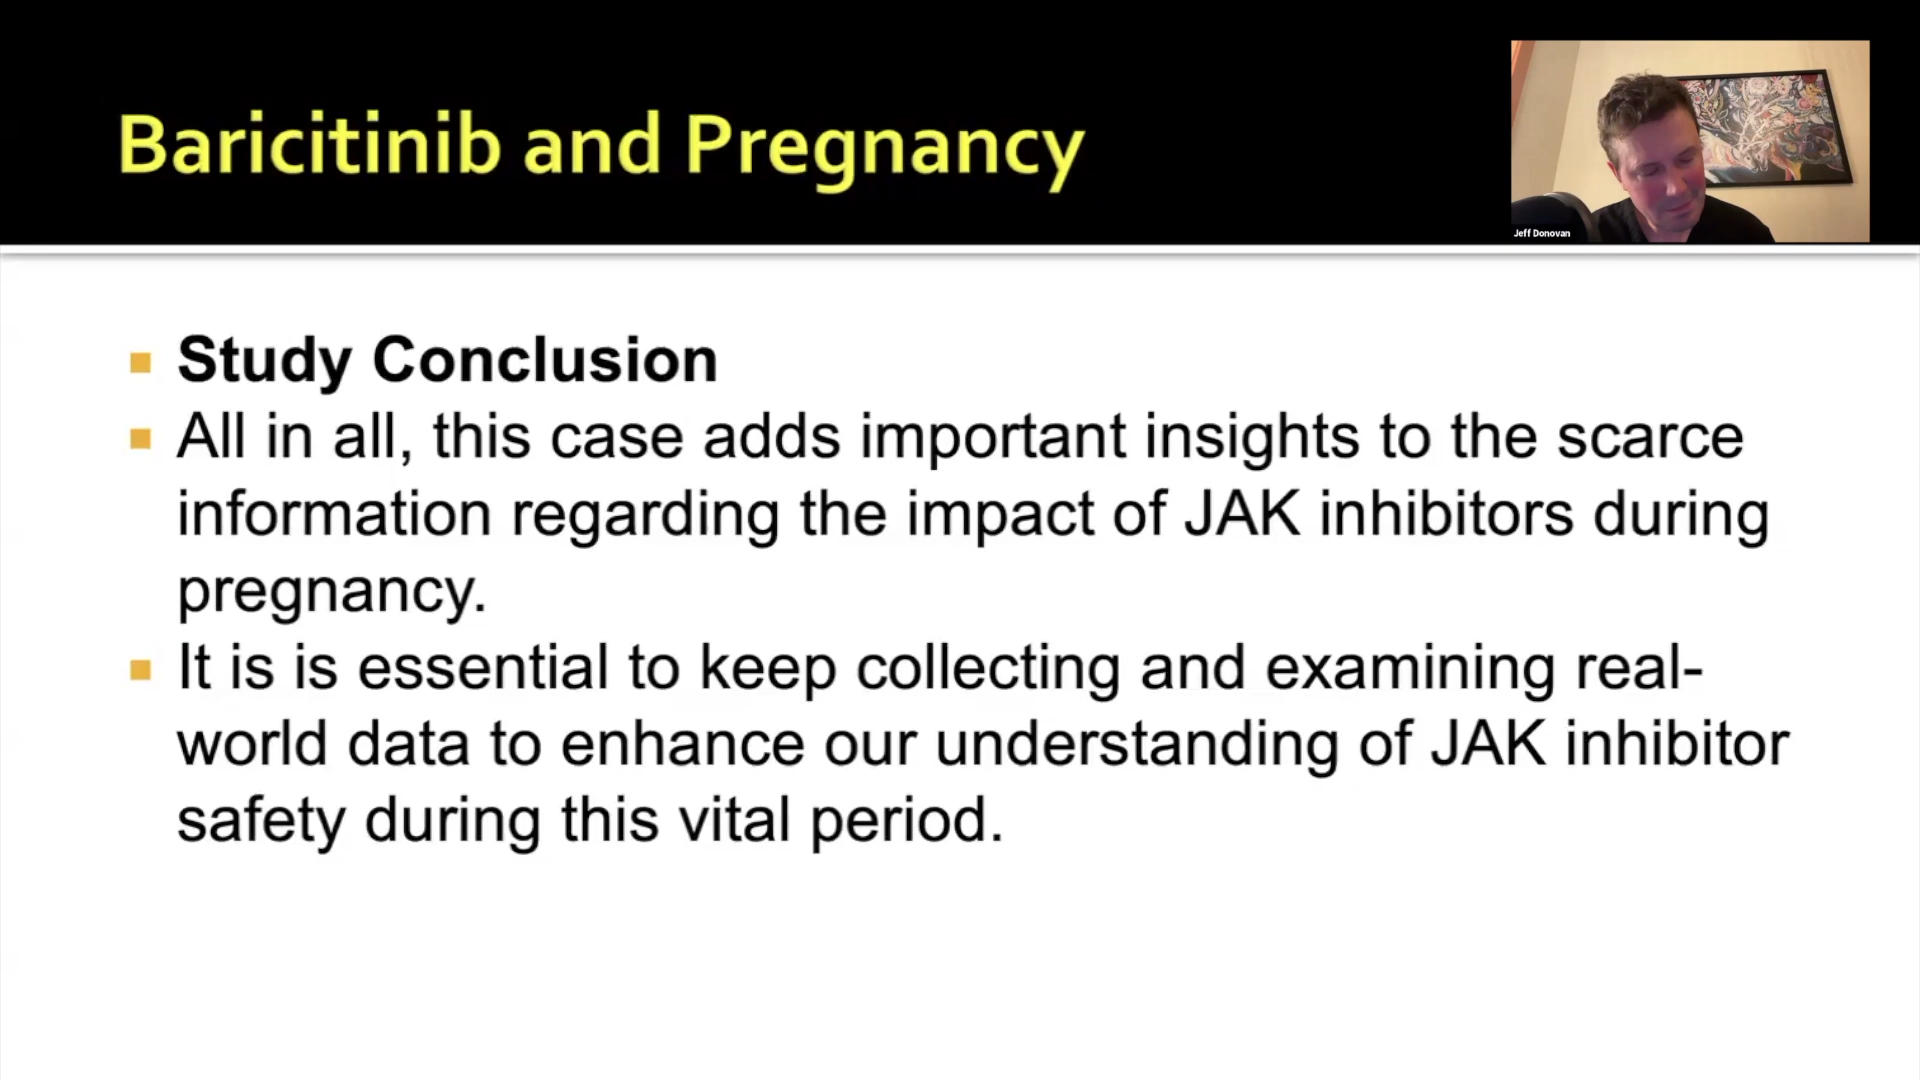 Baricitinib and Pregnancy
Jeff Donovan
Study Conclusion
All in all, this case adds important insights to the scarce
information regarding the impact of JAK inhibitors during
pregnancy.
It is is essential to keep collecting and examining real-
world data to enhance our understanding of JAK inhibitor
safety during this vital period.